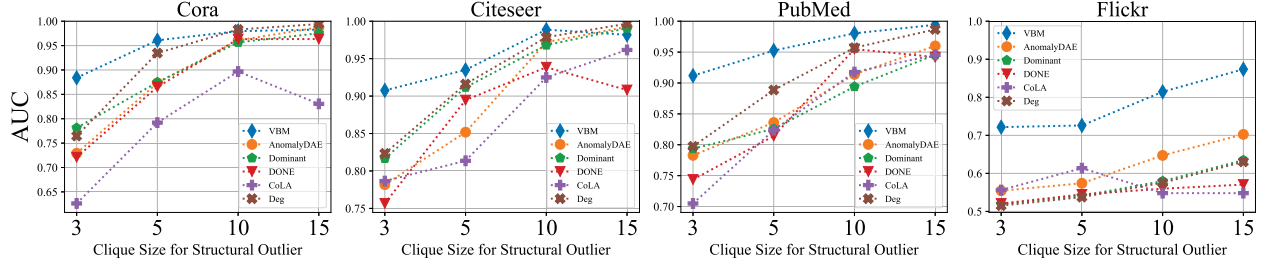 Cora
AUC
1.00
0.95
0.90
0.85
0.80
0.75
0.70
0.65
VBM
AnomalyDAE
Dominant
DONE
CoLA
Deg
3 5 10 15
Clique Size for Structural Outlier
Citeseer
1.00
0.95
0.90
0.85
0.80
0.75
VBM
AnomalyDAE
Dominant
DONE
CoLA
Deg
3 5 10 15
Clique Size for Structural Outlier
PubMed
1.00
0.95
0.90
0.85
0.80
0.75
0.70
VBM
AnomalyDAE
Dominant
DONE
CoLA
Deg
3 5 10 15
Clique Size for Structural Outlier
Flickr
1.0
0.9
0.8
0.7
0.6
0.5
VBM
AnomalyDAE
Dominant
DONE
CoLA
Deg
3 5 10 15
Clique Size for Structural Outlier